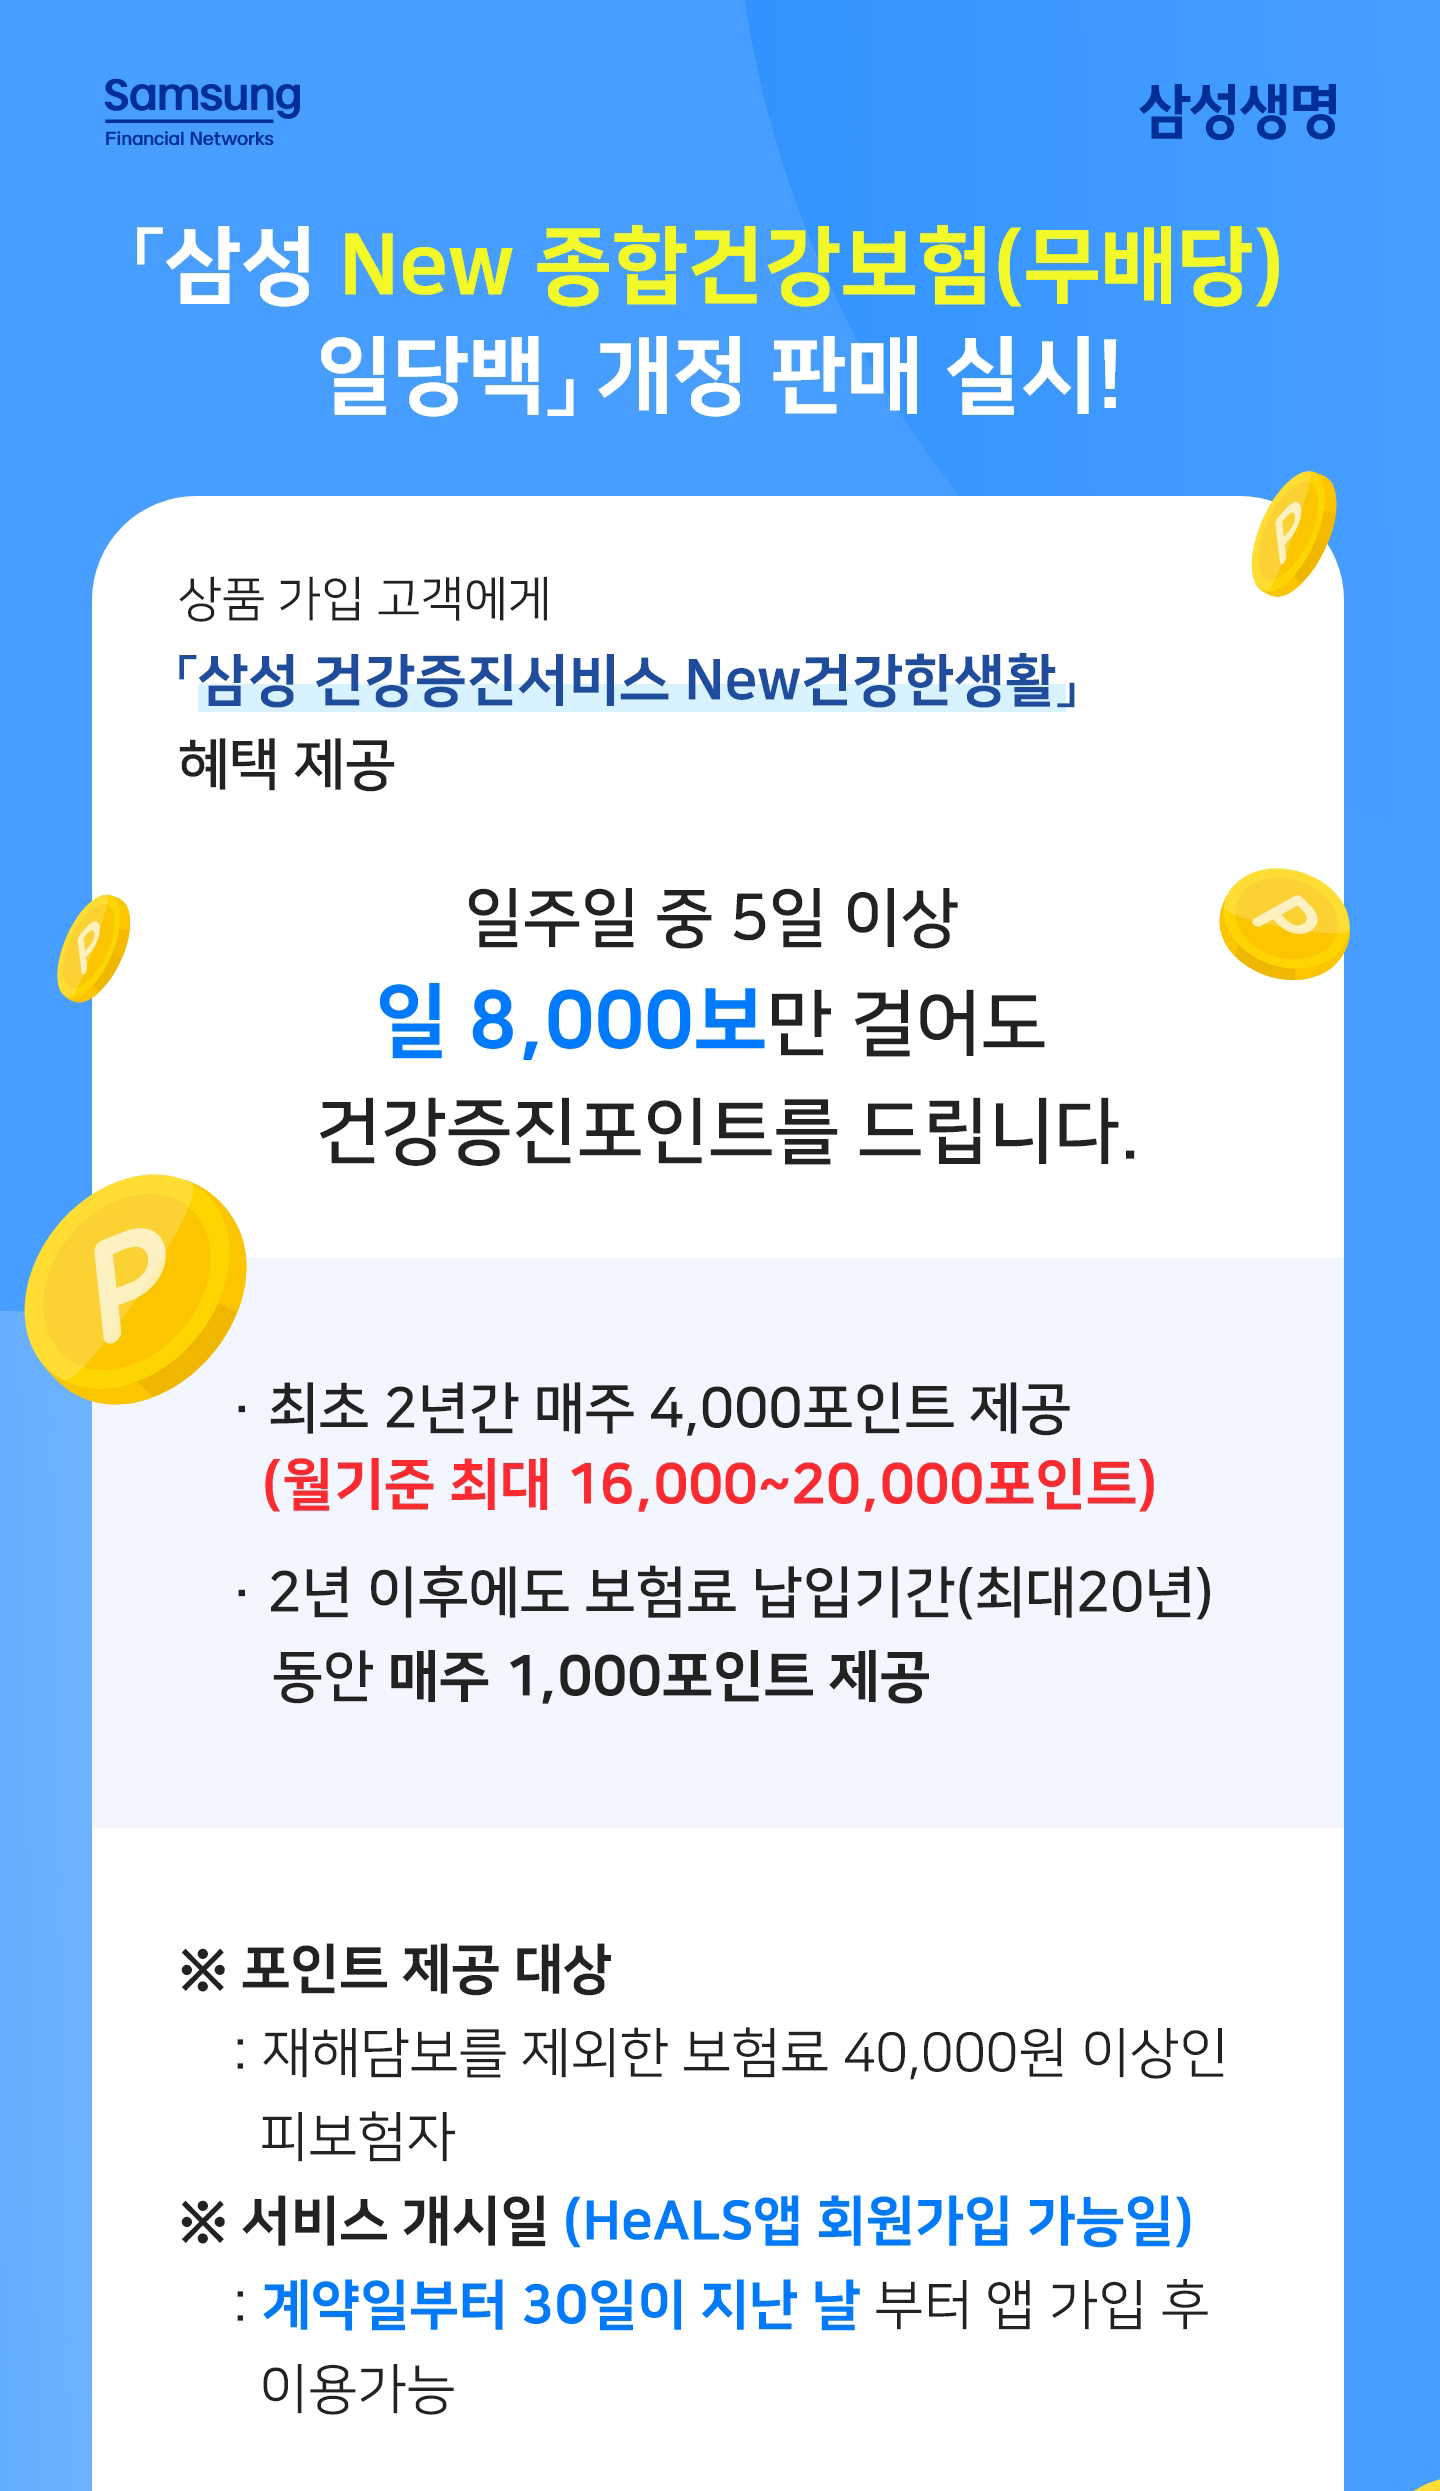 Samsung
Financial Networks
삼성생명
「삼성 New 종합건강보험(무배당)
일당백」 개정 판매 실시!
상품 가입 고객에게
「삼성 건강증진서비스 New건강한생활」
혜택 제공
일주일 중 5일 이상
일 8,000보만 걸어도
건강증진포인트를 드립니다.
P
P
P
P
· 최초 2년간 매주 4,000포인트 제공
(월기준 최대 16,000~20,000포인트)
· 2년 이후에도 보험료 납입기간(최대20년)
동안 매주 1,000포인트 제공
※ 포인트 제공 대상
: 재해담보를 제외한 보험료 40,000원 이상인
피보험자
※ 서비스 개시일 (HeALS앱 회원가입 가능일)
: 계약일부터 30일이 지난 날 부터 앱 가입 후
이용가능